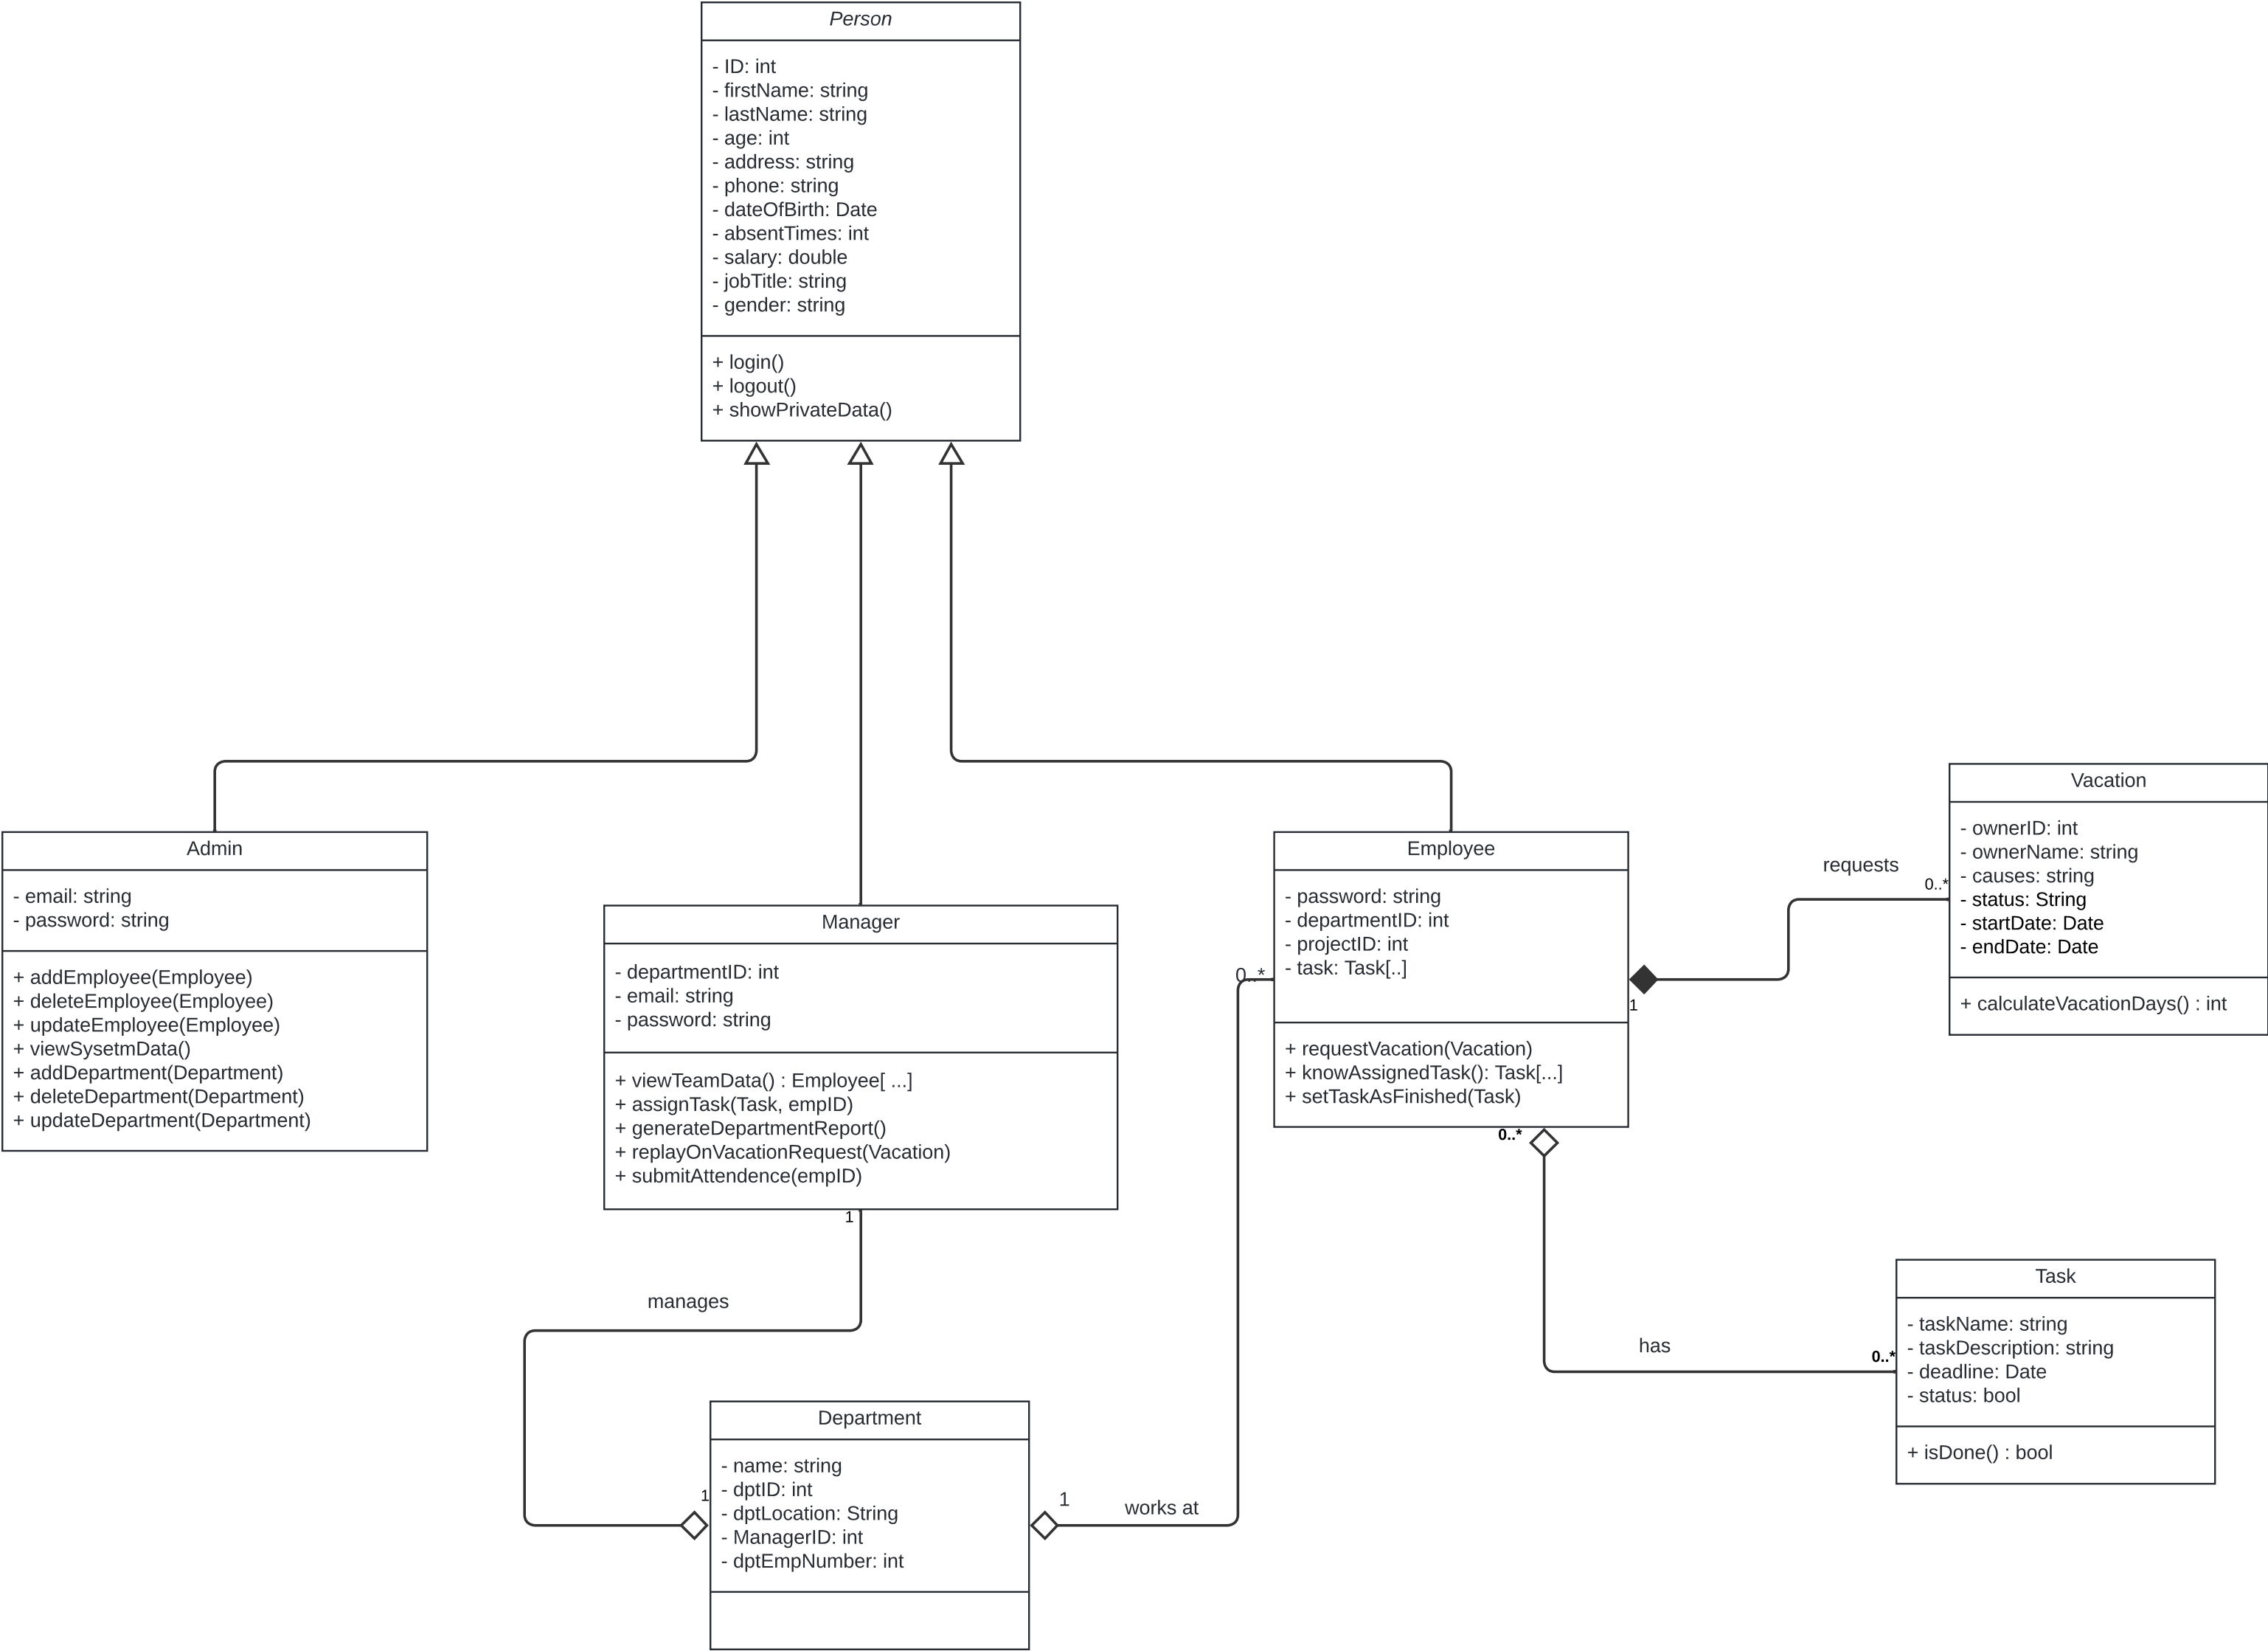 Person
- ID: int
- firstName: string
- lastName: string
- age: int
- address: string
- phone: string
- dateOfBirth: Date
- absentTimes: int
- salary: double
- jobTitle: string
- gender: string
+ login()
+ logout()
+ showPrivateData()
Admin
- email: string
- password: string
+ addEmployee(Employee)
+ deleteEmployee(Employee)
+ updateEmployee(Employee)
+ viewSysetmData()
+ addDepartment(Department)
+ deleteDepartment(Department)
+ updateDepartment(Department)
Manager
- departmentID: int
- email: string
- password: string
+ viewTeamData() : Employee[ ...]
+ assignTask(Task, empID)
+ generateDepartmentReport()
+ replayOnVacationRequest(Vacation)
+ submitAttendence(empID)
1
manages
1
Employee
- password: string
- departmentID: int
- projectID: int
- task: Task[..]
+ requestVacation(Vacation)
+ knowAssignedTask(): Task[...]
+ setTaskAsFinished(Task)
0..*
1
requests
0..*
Vacation
- ownerID: int
- ownerName: string
- causes: string
- status: String
- startDate: Date
- endDate: Date
+ calculateVacationDays() : int
0..*
has
0..*
Task
- taskName: string
- taskDescription: string
- deadline: Date
- status: bool
+ isDone() : bool
Department
- name: string
- dptID: int
- dptLocation: String
- ManagerID: int
- dptEmpNumber: int
1
works at